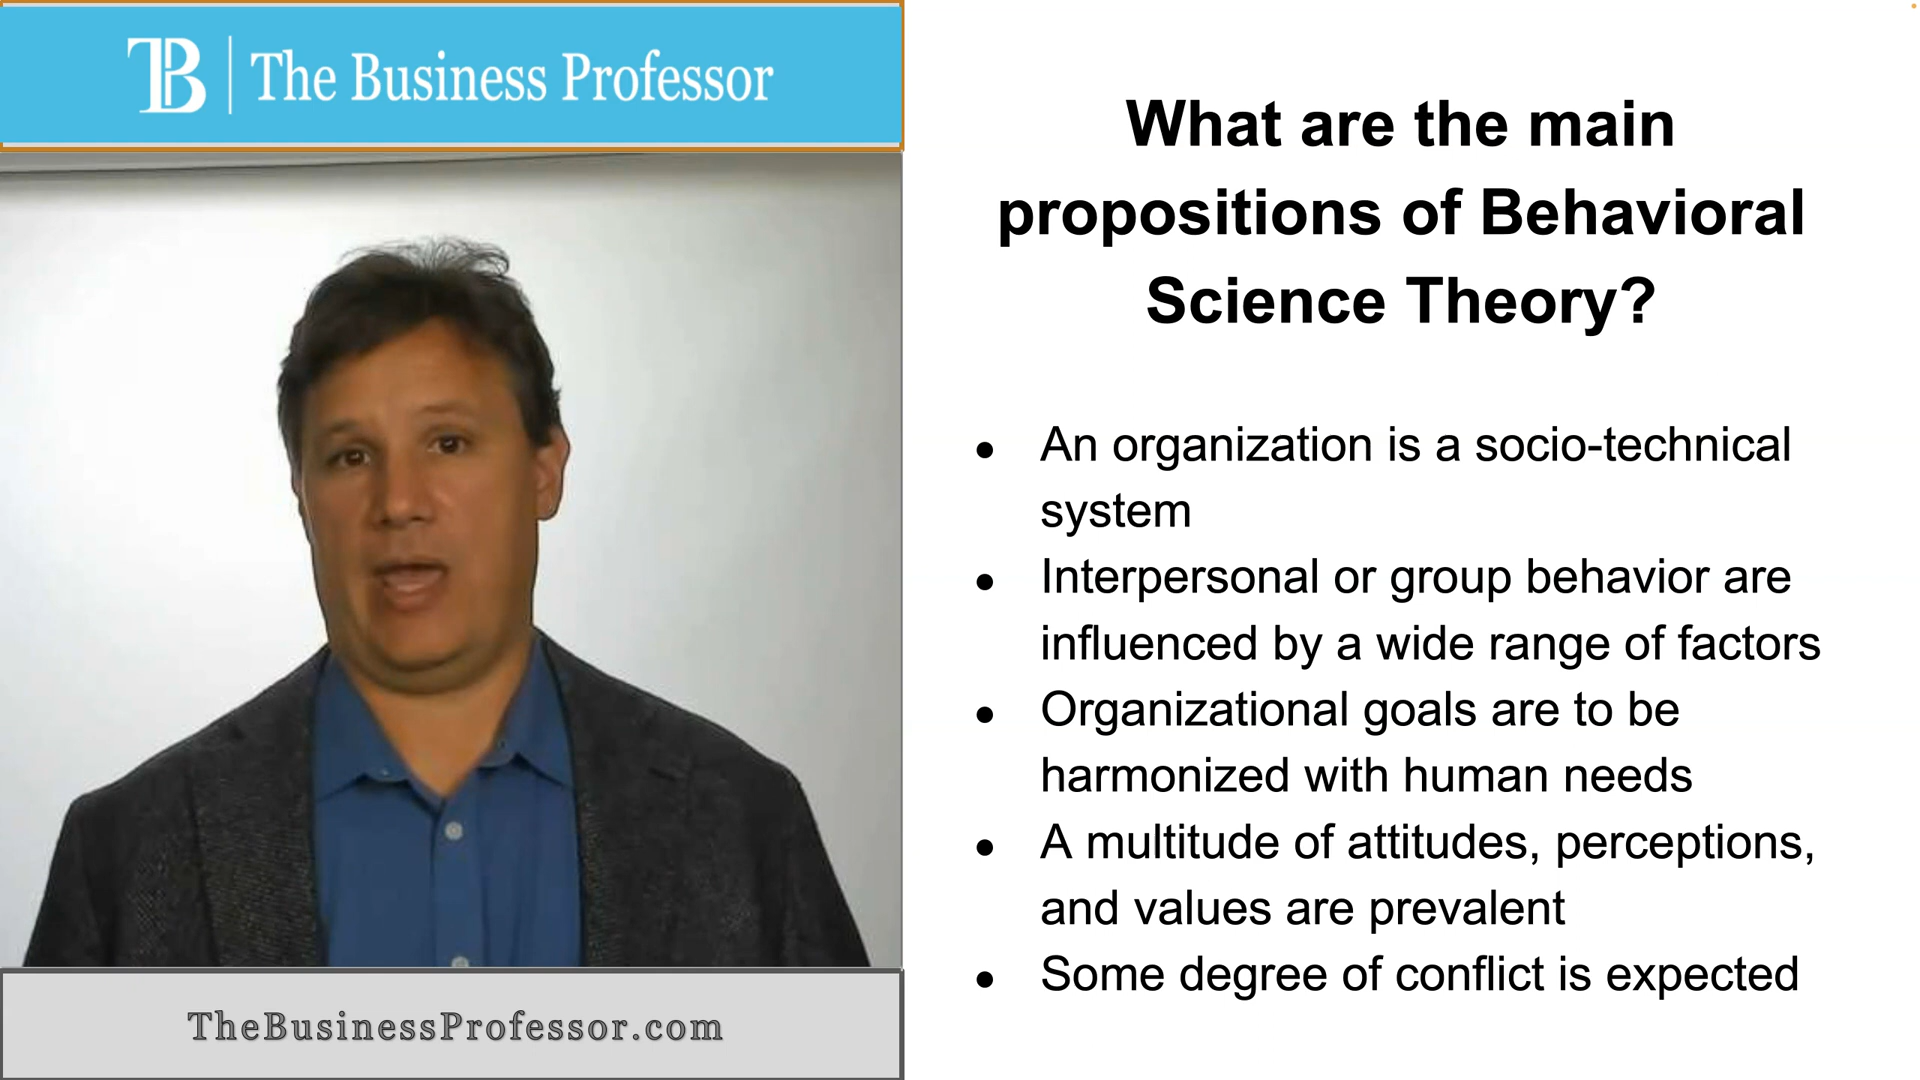 TB | The Business Professor
What are the main
propositions of Behavioral
Science Theory?
● An organization is a socio-technical
system
● Interpersonal or group behavior are
influenced by a wide range of factors
● Organizational goals are to be
harmonized with human needs
● A multitude of attitudes, perceptions,
and values are prevalent
● Some degree of conflict is expected
TheBusinessProfessor.com